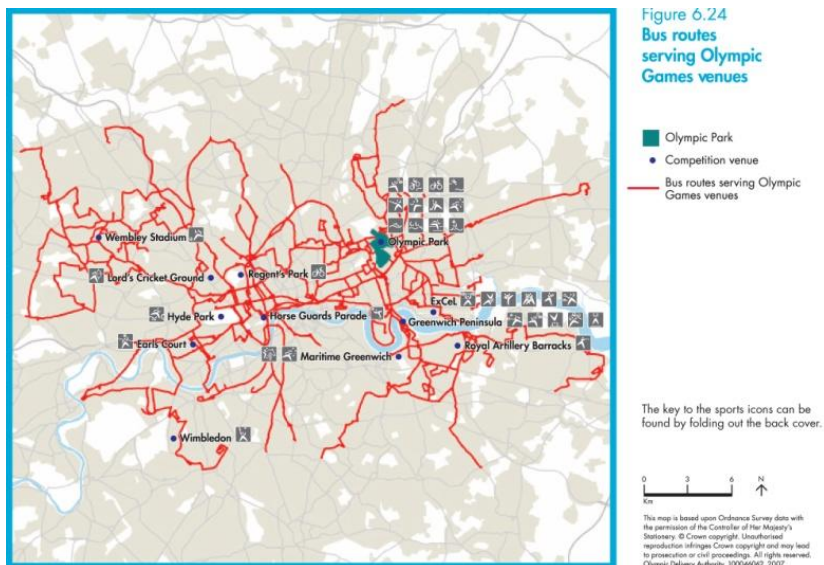 Figure 6.24
Bus routes
serving Olympic
Games venues
Olympic Park
Competition venue
Bus routes serving Olympic
Games venues
Wembley Stadium
Olympic Park
Lord's Cricket Ground
Regent's Park
ExCeL
Hyde Park
Horse Guards Parade
Greenwich Peninsula
Earls Court
Maritime Greenwich
Royal Artillery Barracks
Wimbledon
The key to the sports icons can be
found by folding out the back cover.
0 3 6 N
Km
This map is based upon Ordnance Survey data with
the permission of the Controller of Her Majesty's
Stationery. © Crown copyright. Unauthorised
reproduction infringes Crown copyright and may lead
to prosecution or civil proceedings. All rights reserved.
Olympic Delivery Authority. 100046062. 2007